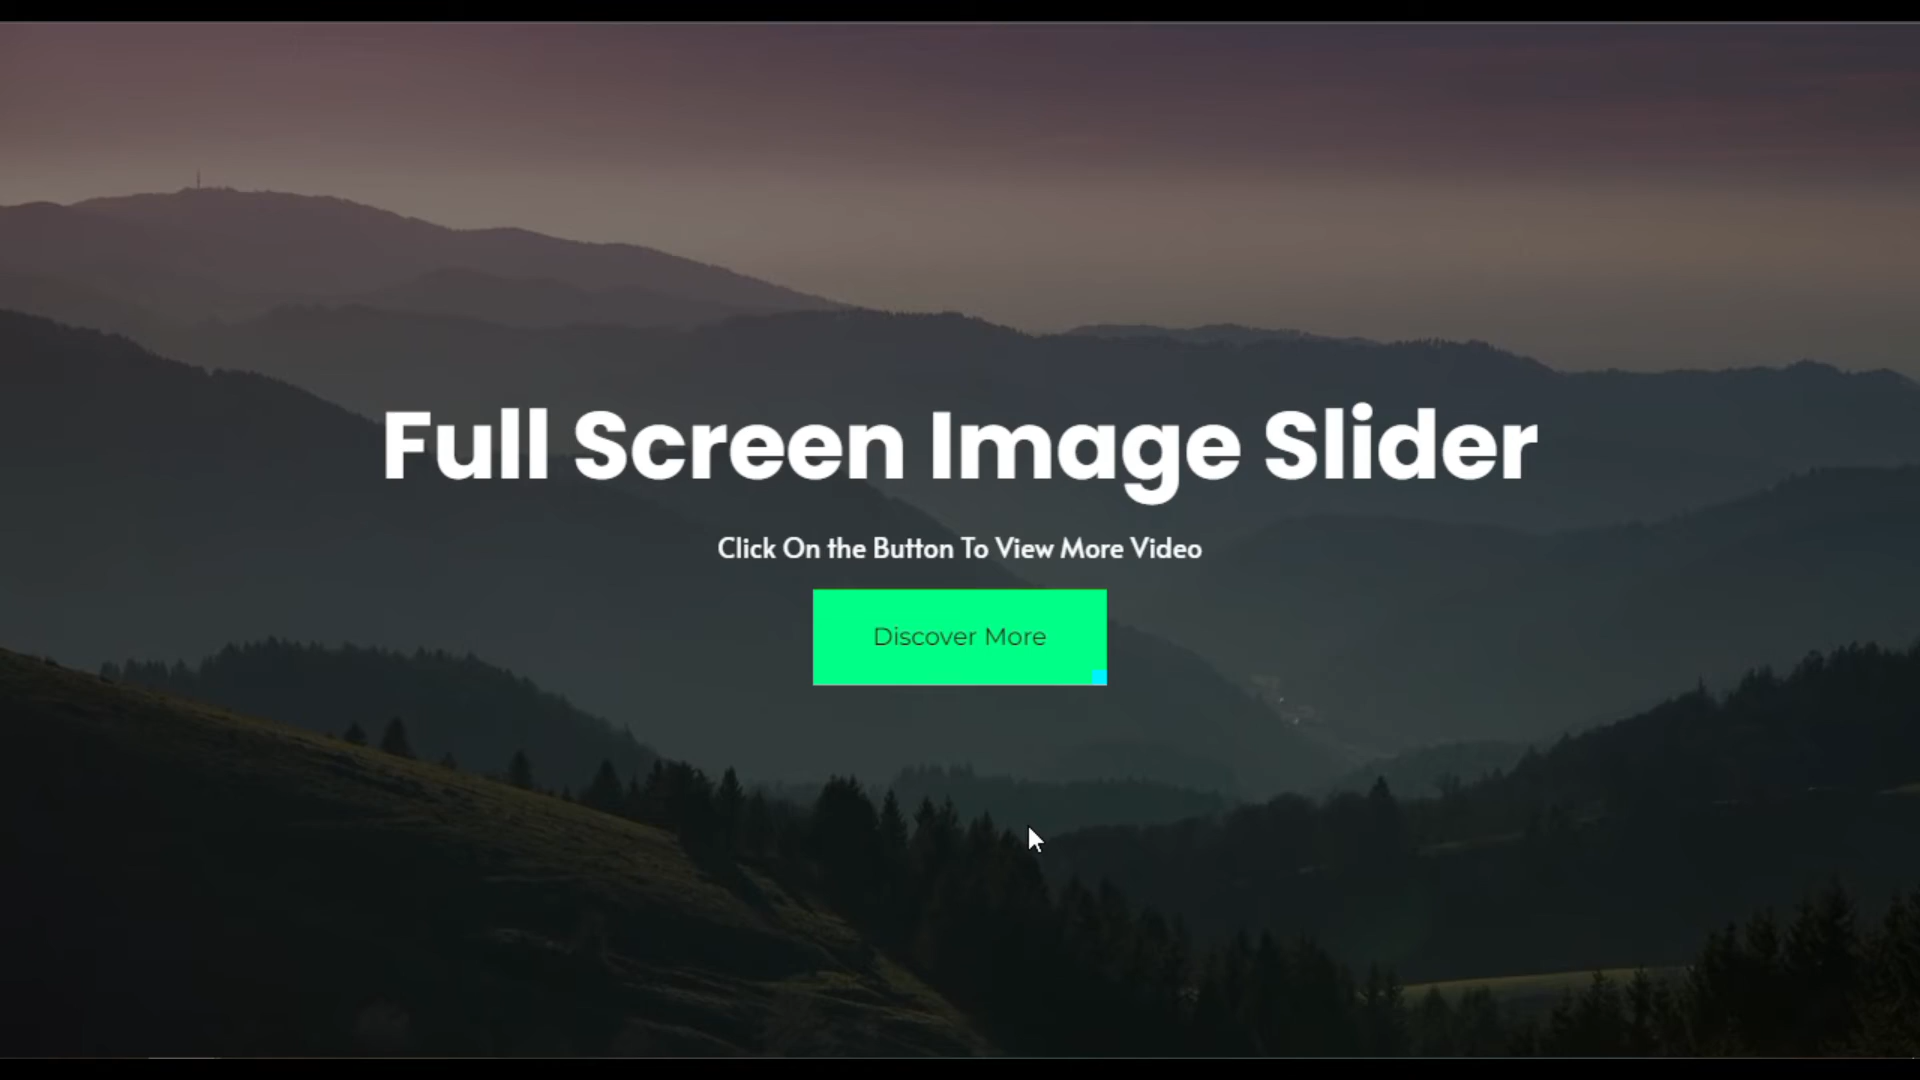 Full Screen Image Slider
Click On the Button To View More Video
Discover More